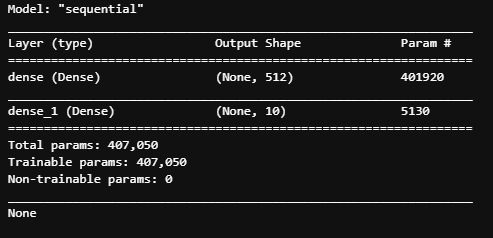 Model: "sequential"
_________________________________________________________________
Layer (type)                 Output Shape              Param #
=================================================================
dense (Dense)                (None, 512)               401920
_________________________________________________________________
dense_1 (Dense)              (None, 10)                5130
=================================================================
Total params: 407,050
Trainable params: 407,050
Non-trainable params: 0
_________________________________________________________________
None